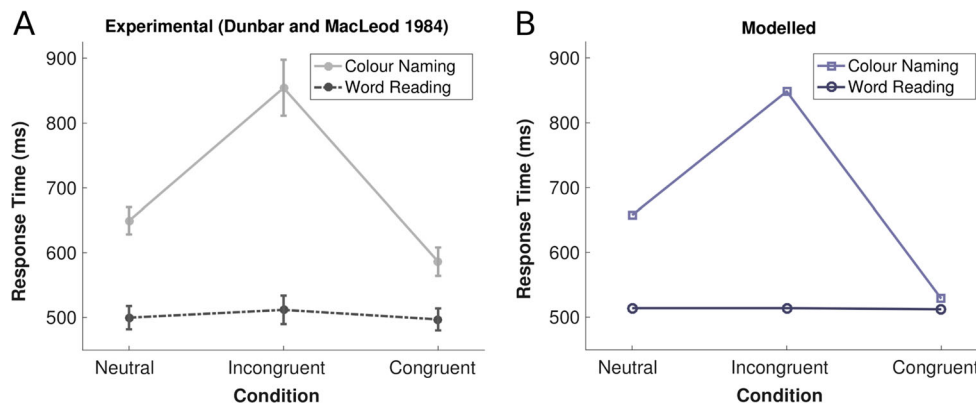 A
Experimental (Dunbar and MacLeod 1984)
900
800
700
600
500
Response Time (ms)
Colour Naming
Word Reading
Neutral
Incongruent
Congruent
Condition
B
Modelled
900
800
700
600
500
Response Time (ms)
Colour Naming
Word Reading
Neutral
Incongruent
Congruent
Condition